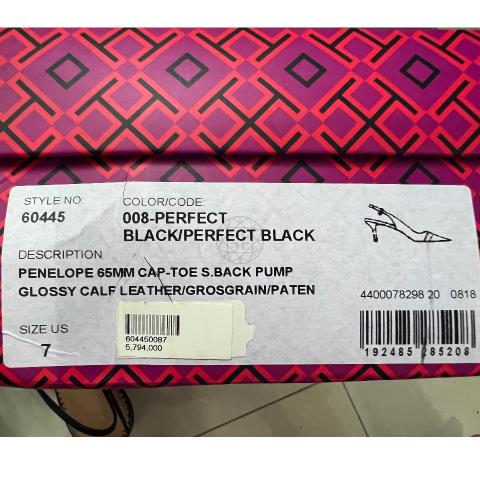 STYLE NO:
60445
COLOR/CODE:
008-PERFECT
BLACK/PERFECT BLACK
DESCRIPTION
PENELOPE 65MM CAP-TOE S.BACK PUMP
GLOSSY CALF LEATHER/GROSGRAIN/PATEN
4400078298 20 0818
SIZE US
7
604450087
5,794,000
192485 285208